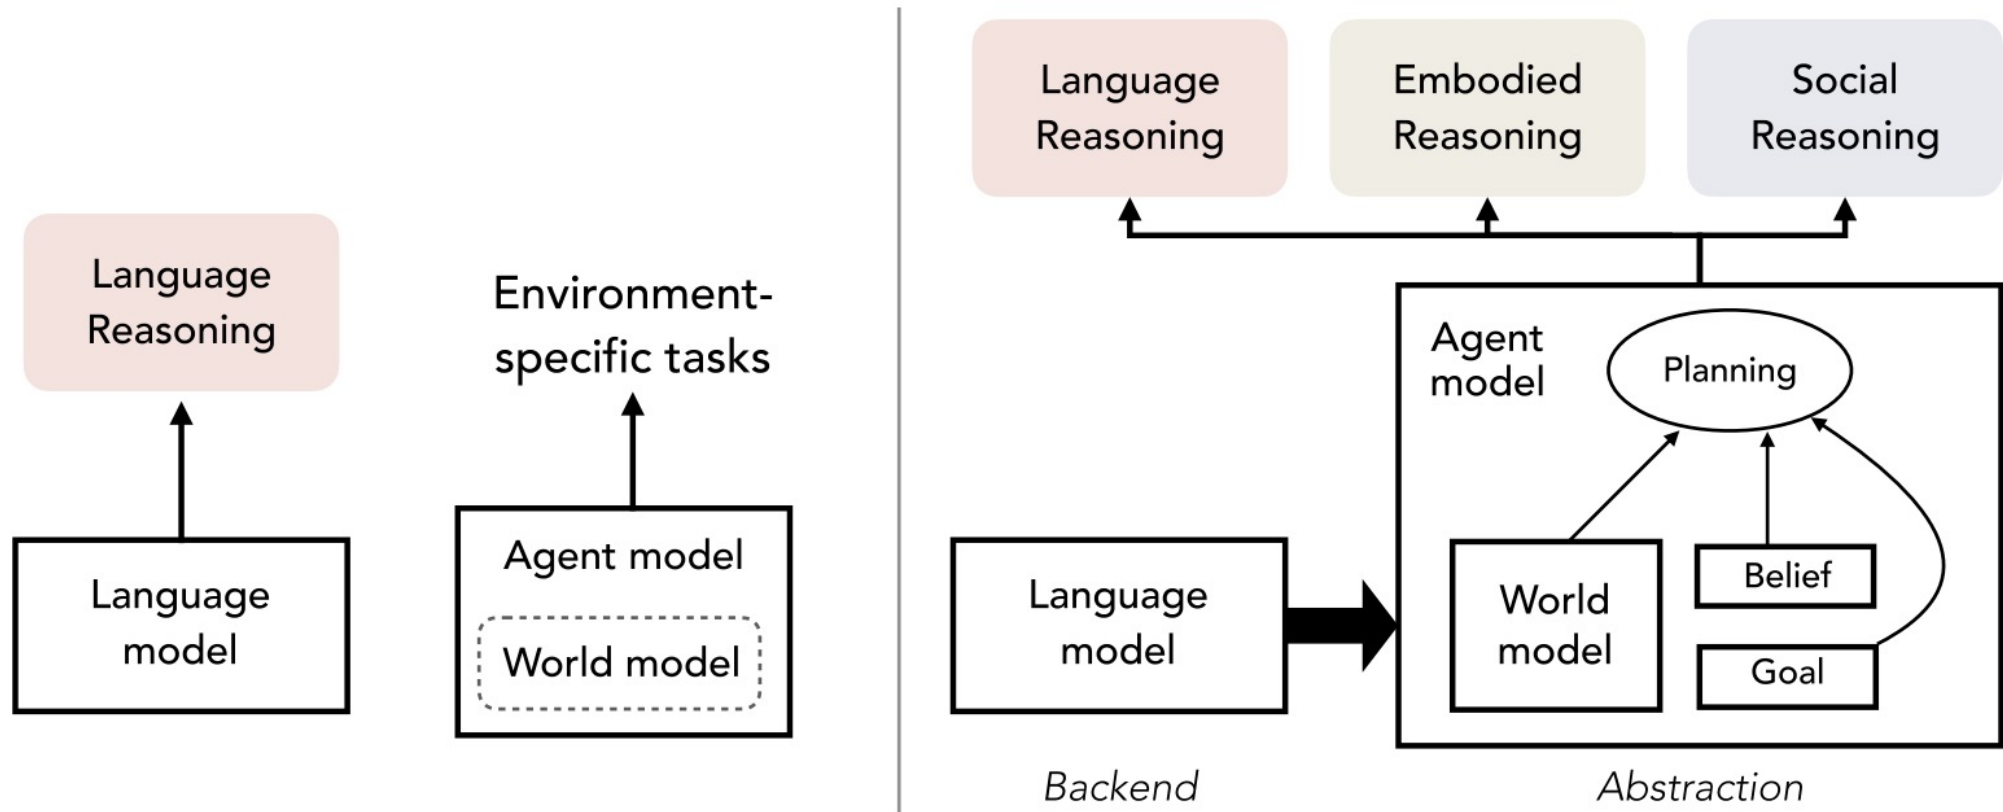 Language
Reasoning
Environment-
specific tasks
Language
model
Agent model
World model
Language
Reasoning
Embodied
Reasoning
Social
Reasoning
Agent
model
Planning
Language
model
World
model
Belief
Goal
Backend
Abstraction